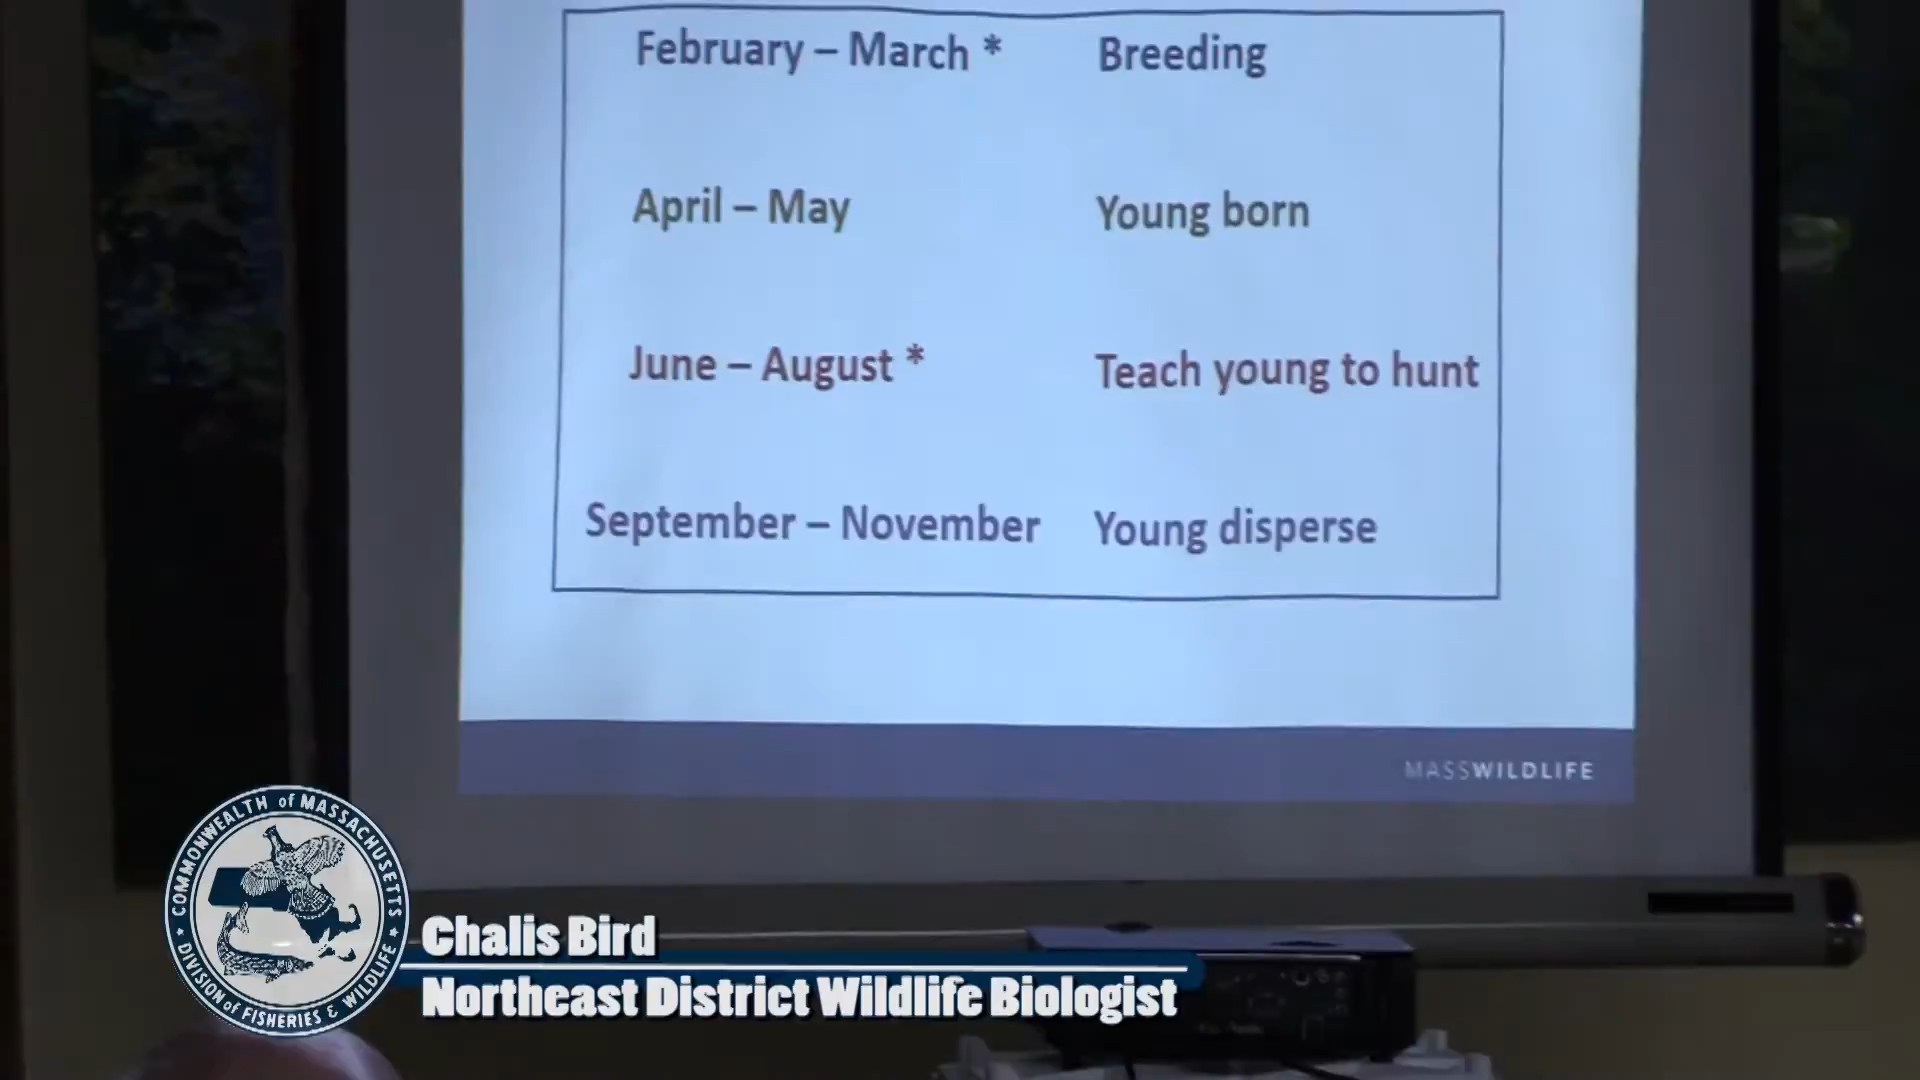 February – March * Breeding
April – May Young born
June – August * Teach young to hunt
September – November Young disperse
MASSWILDLIFE
COMMONWEALTH of MASSACHUSETTS
DIVISION of FISHERIES & WILDLIFE
Chalis Bird
Northeast District Wildlife Biologist